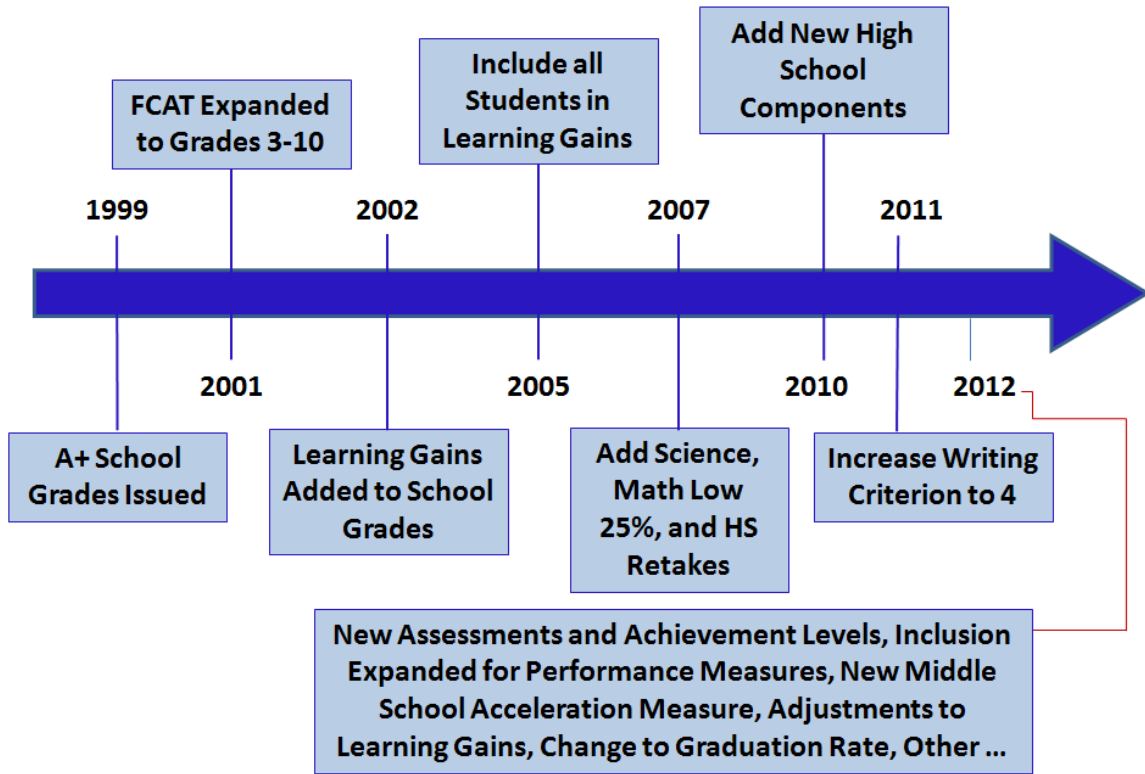 Add New High
School
Components
Include all
Students in
Learning Gains
FCAT Expanded
to Grades 3-10
1999
2002
2007
2011
2001
2005
2010
2012
A+ School
Grades Issued
Learning Gains
Added to School
Grades
Add Science,
Math Low
25%, and HS
Retakes
Increase Writing
Criterion to 4
New Assessments and Achievement Levels, Inclusion
Expanded for Performance Measures, New Middle
School Acceleration Measure, Adjustments to
Learning Gains, Change to Graduation Rate, Other ...